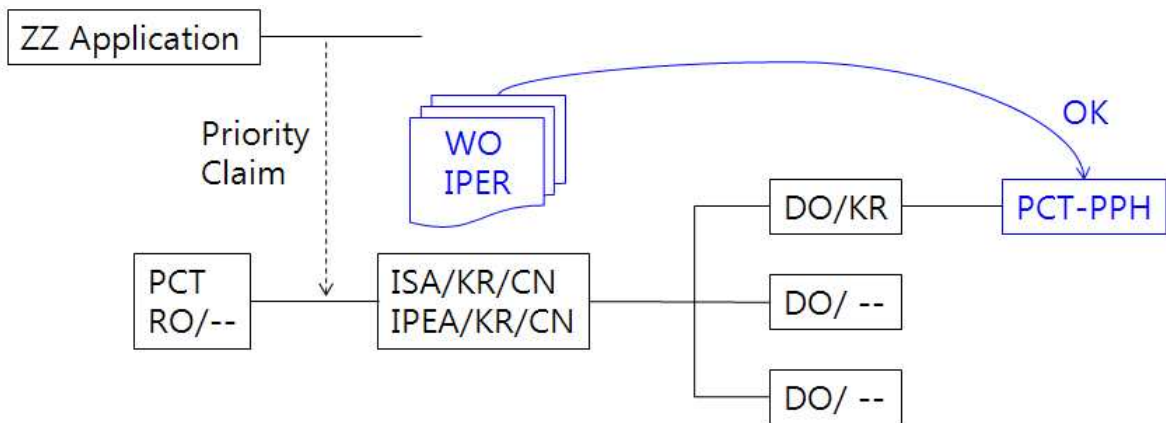 ZZ Application
OK
Priority
Claim
WO
IPER
DO/KR
PCT-PPH
PCT
RO/--
ISA/KR/CN
IPEA/KR/CN
DO/ --
DO/ --